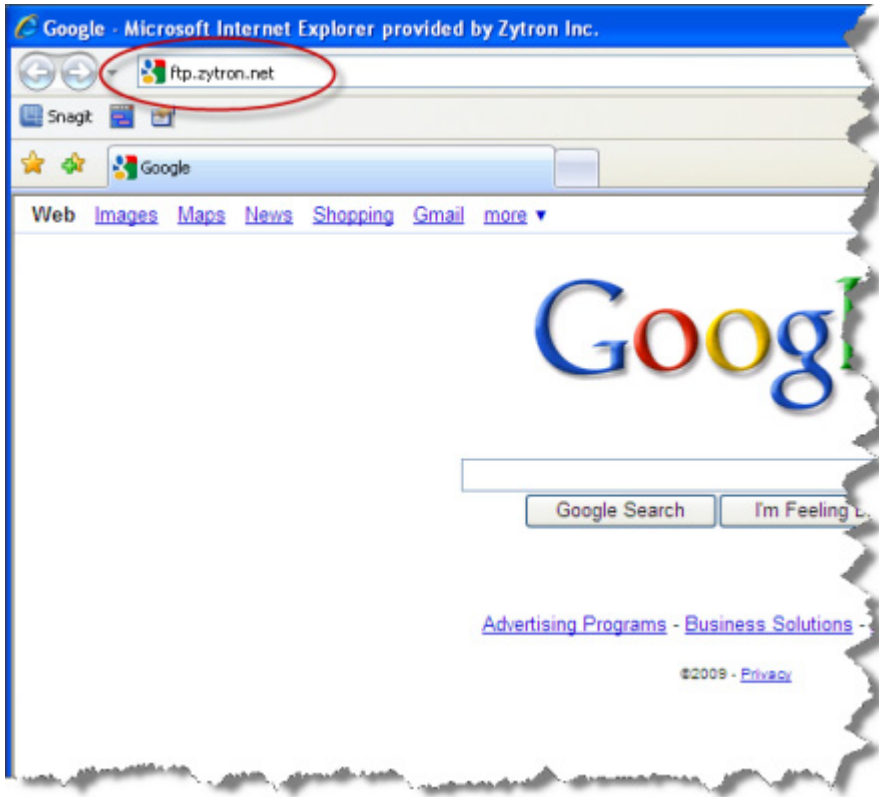 Google - Microsoft Internet Explorer provided by Zytron Inc.
ftp.zytron.net
Snagit
Google
Web Images Maps News Shopping Gmail more ▼
Goog
Google Search I'm Feeling
Advertising Programs - Business Solutions -
©2009 - Privacy